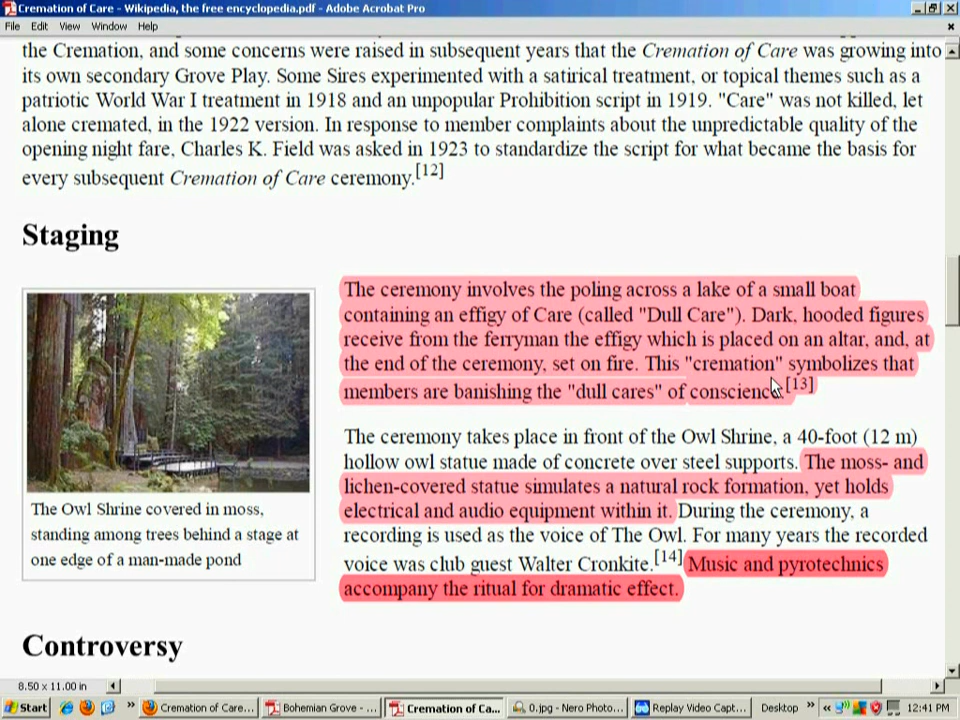 Cremation of Care - Wikipedia, the free encyclopedia.pdf - Adobe Acrobat Pro
File Edit View Window Help
the Cremation, and some concerns were raised in subsequent years that the Cremation of Care was growing into
its own secondary Grove Play. Some Sires experimented with a satirical treatment, or topical themes such as a
patriotic World War I treatment in 1918 and an unpopular Prohibition script in 1919. "Care" was not killed, let
alone cremated, in the 1922 version. In response to member complaints about the unpredictable quality of the
opening night fare, Charles K. Field was asked in 1923 to standardize the script for what became the basis for
every subsequent Cremation of Care ceremony.[12]
Staging
The ceremony involves the poling across a lake of a small boat
containing an effigy of Care (called "Dull Care"). Dark, hooded figures
receive from the ferryman the effigy which is placed on an altar, and, at
the end of the ceremony, set on fire. This "cremation" symbolizes that
members are banishing the "dull cares" of conscience.[13]
The ceremony takes place in front of the Owl Shrine, a 40-foot (12 m)
hollow owl statue made of concrete over steel supports. The moss- and
lichen-covered statue simulates a natural rock formation, yet holds
electrical and audio equipment within it. During the ceremony, a
recording is used as the voice of The Owl. For many years the recorded
voice was club guest Walter Cronkite.[14] Music and pyrotechnics
accompany the ritual for dramatic effect.
The Owl Shrine covered in moss,
standing among trees behind a stage at
one edge of a man-made pond
Controversy
8.50 x 11.00 in
Start » Cremation of Care... Bohemian Grove - ... Cremation of Ca... 0.jpg - Nero Photo... Replay Video Capt... Desktop » « 12:41 PM